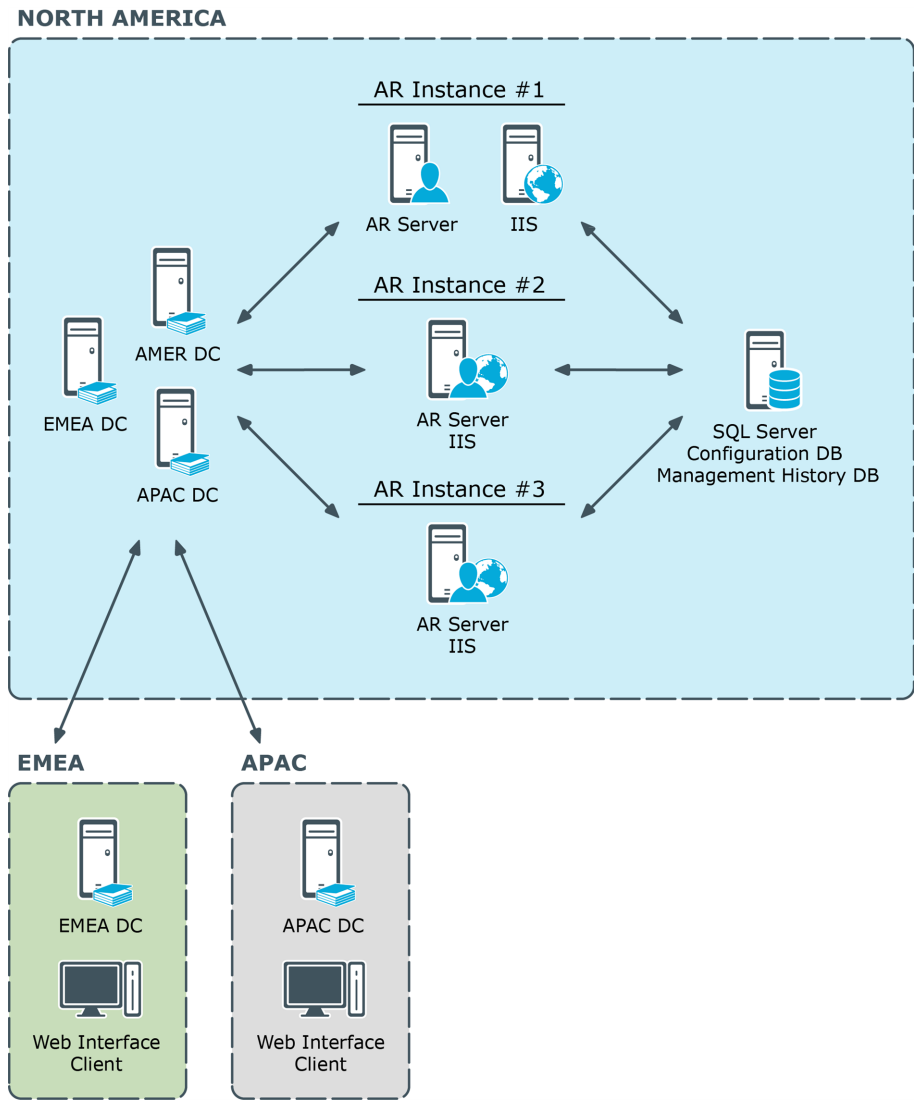 NORTH AMERICA
AR Instance #1
AR Server
IIS
AR Instance #2
AMER DC
EMEA DC
APAC DC
AR Server
IIS
SQL Server
Configuration DB
Management History DB
AR Instance #3
AR Server
IIS
EMEA
EMEA DC
Web Interface
Client
APAC
APAC DC
Web Interface
Client